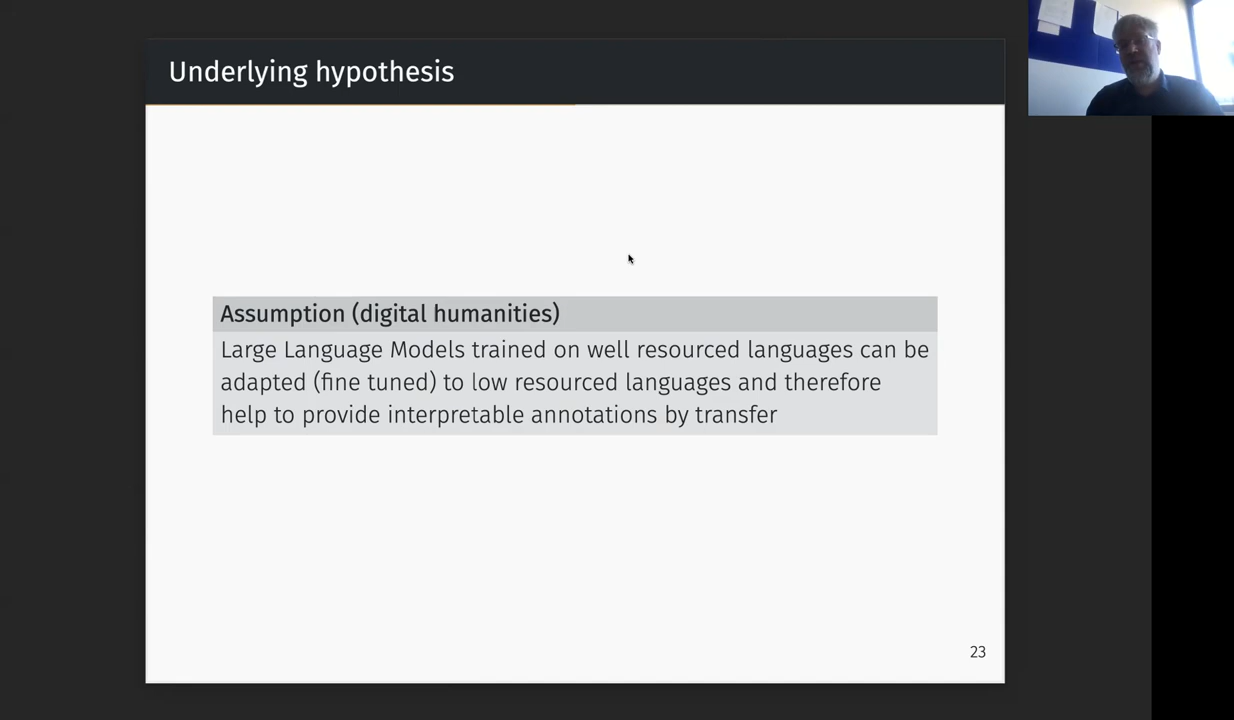 Underlying hypothesis
Assumption (digital humanities)
Large Language Models trained on well resourced languages can be
adapted (fine tuned) to low resourced languages and therefore
help to provide interpretable annotations by transfer
23